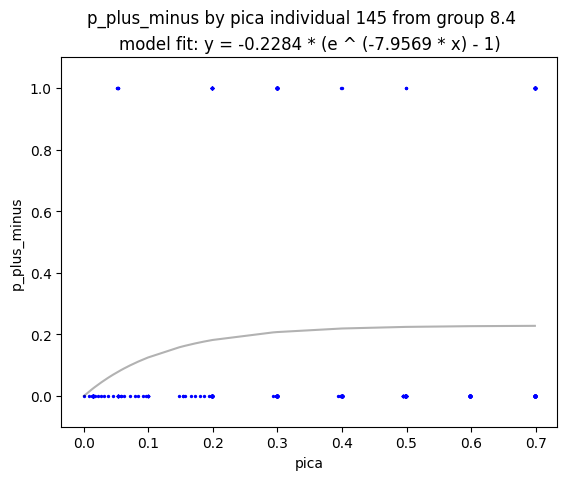 p_plus_minus by pica individual 145 from group 8.4
model fit: y = -0.2284 * (e ^ (-7.9569 * x) - 1)
1.0
0.8
0.6
0.4
0.2
0.0
p_plus_minus
0.0 0.1 0.2 0.3 0.4 0.5 0.6 0.7
pica